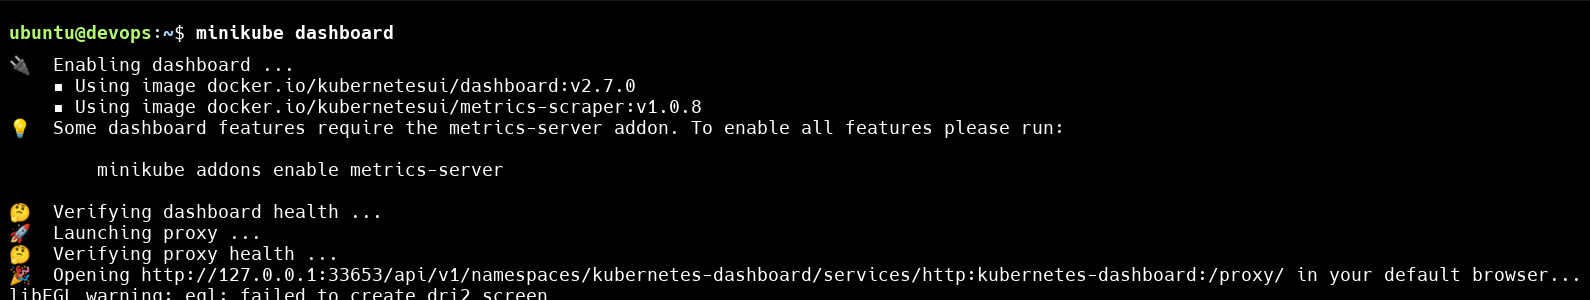 ubuntu@devops:~$ minikube dashboard
🔌 Enabling dashboard ...
▪ Using image docker.io/kubernetesui/dashboard:v2.7.0
▪ Using image docker.io/kubernetesui/metrics-scraper:v1.0.8
💡 Some dashboard features require the metrics-server addon. To enable all features please run:
minikube addons enable metrics-server
🤔 Verifying dashboard health ...
🚀 Launching proxy ...
🤔 Verifying proxy health ...
🎉 Opening http://127.0.0.1:33653/api/v1/namespaces/kubernetes-dashboard/services/http:kubernetes-dashboard:/proxy/ in your default browser...
libEGL warning: egl: failed to create dri2 screen